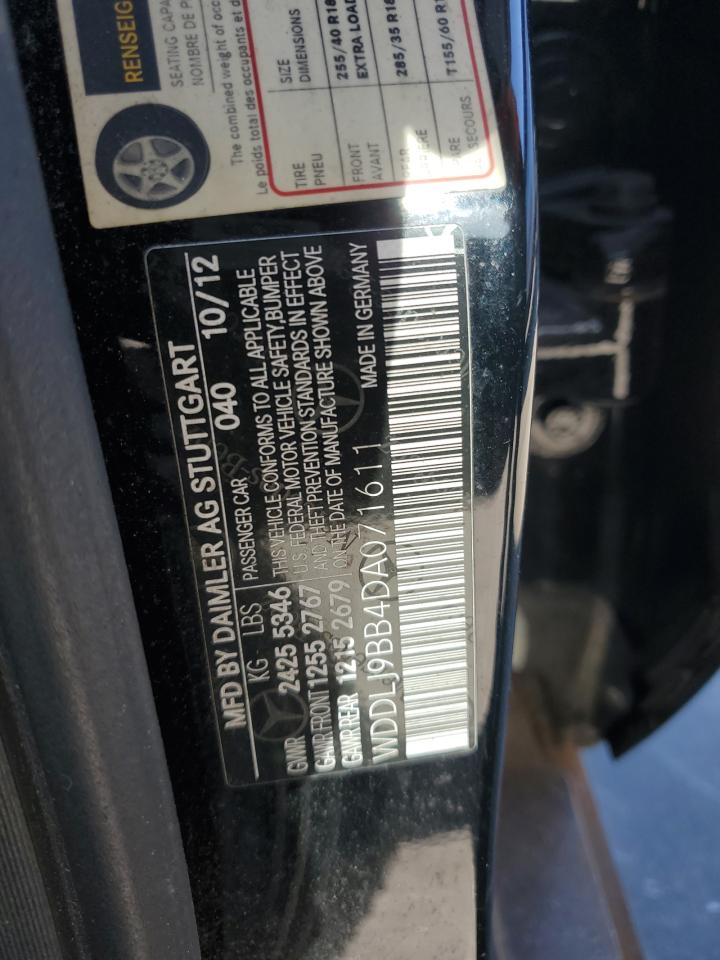 RENSEIG
SEATING CAPA
NOMBRE DE P
The combined weight of occ
Le poids total des occupants et d
TIRE SIZE
PNEU DIMENSIONS
FRONT 255/40 R18
AVANT EXTRA LOAD
285/35 R18
T155/60 R1
SECOURS
MFD BY DAIMLER AG STUTTGART
040 10/12
KG LBS PASSENGER CAR
GVWR 2425 5346 THIS VEHICLE CONFORMS TO ALL APPLICABLE
GAWR FRONT 1255 2767 U.S. FEDERAL MOTOR VEHICLE SAFETY, BUMPER
AND THEFT PREVENTION STANDARDS IN EFFECT
GAWR REAR 1215 2679 ON THE DATE OF MANUFACTURE SHOWN ABOVE
WDDLJ9BB4DA071611 MADE IN GERMANY